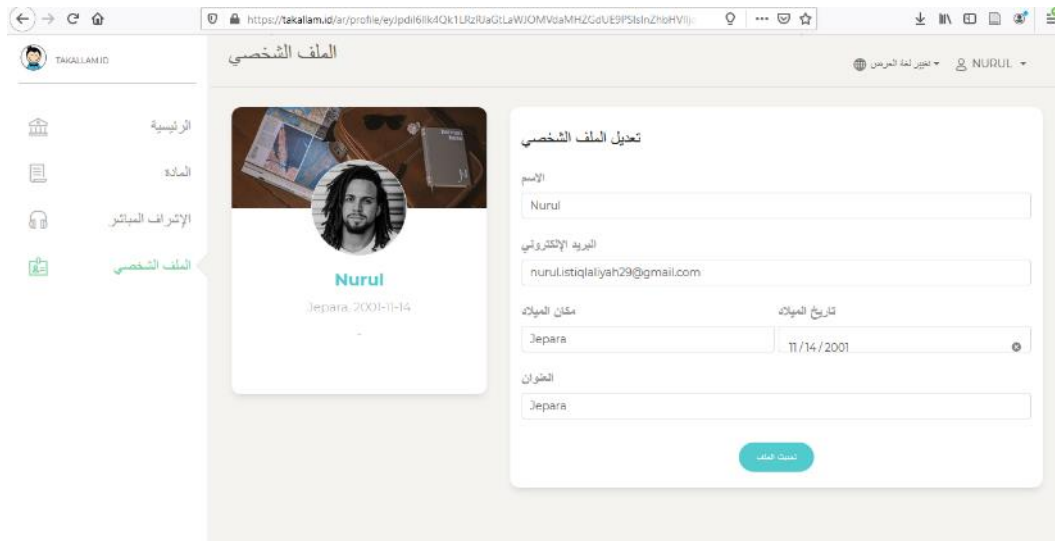 https://takallam.id/ar/profile/
TAKALLAM.ID
الملف الشخصي
تغيير لغة العرض
NURUL
الرئيسية
المادة
الإشراف المباشر
الملف الشخصي
Nurul
Jepara, 2001-11-14
-
تعديل الملف الشخصي
الاسم
Nurul
البريد الإلكتروني
nurul.istiqlaliyah29@gmail.com
مكان الميلاد
تاريخ الميلاد
Jepara
11/14/2001
العنوان
Jepara
تحديث الملف